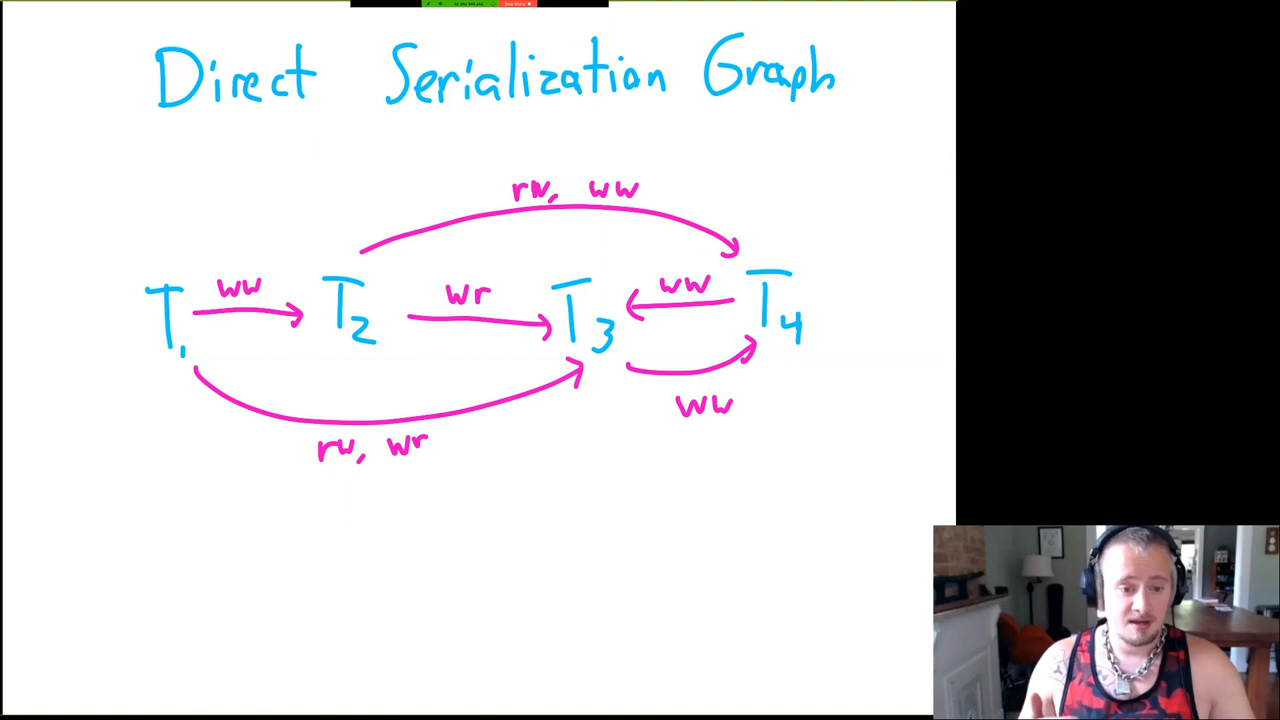 Direct Serialization Graph
rw, ww
T1 ww T2 wr T3 ww T4
ww
rw, wr